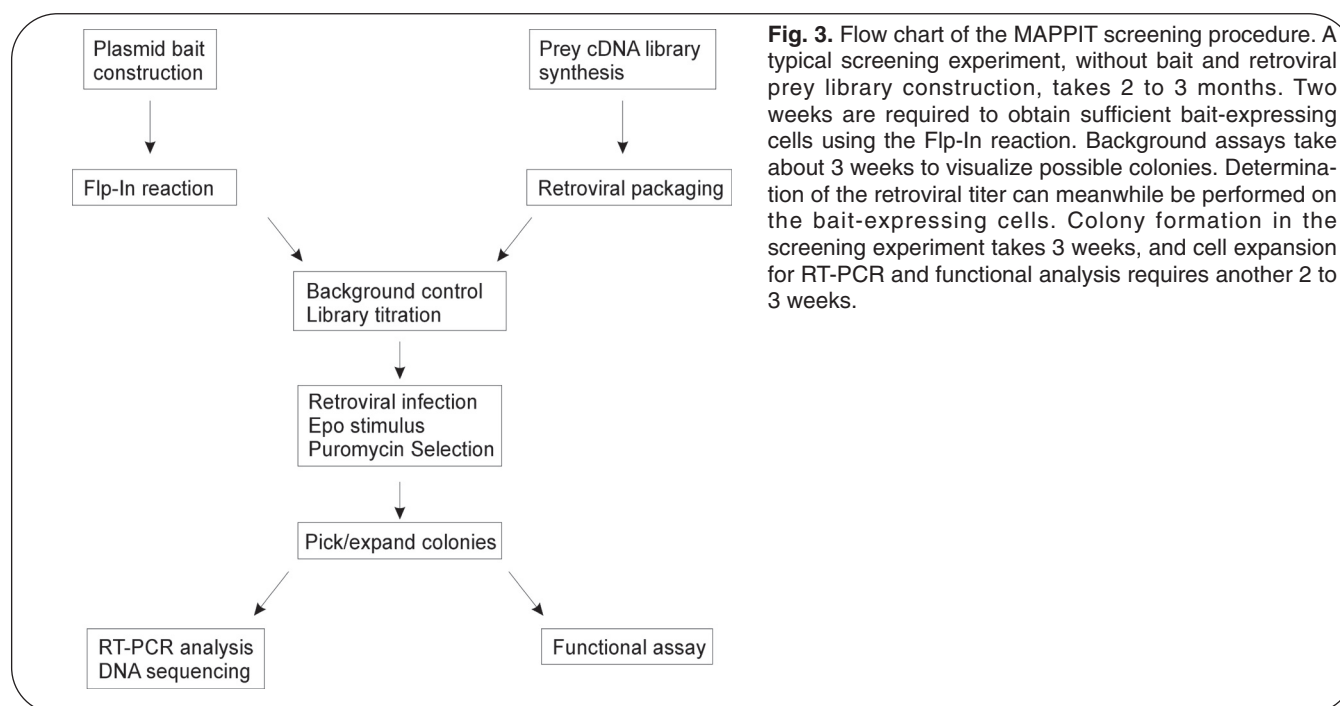 Plasmid bait
construction
Prey cDNA library
synthesis
Flp-In reaction
Retroviral packaging
Background control
Library titration
Retroviral infection
Epo stimulus
Puromycin Selection
Pick/expand colonies
RT-PCR analysis
DNA sequencing
Functional assay
Fig. 3. Flow chart of the MAPPIT screening procedure. A
typical screening experiment, without bait and retroviral
prey library construction, takes 2 to 3 months. Two
weeks are required to obtain sufficient bait-expressing
cells using the Flp-In reaction. Background assays take
about 3 weeks to visualize possible colonies. Determina-
tion of the retroviral titer can meanwhile be performed on
the bait-expressing cells. Colony formation in the
screening experiment takes 3 weeks, and cell expansion
for RT-PCR and functional analysis requires another 2 to
3 weeks.